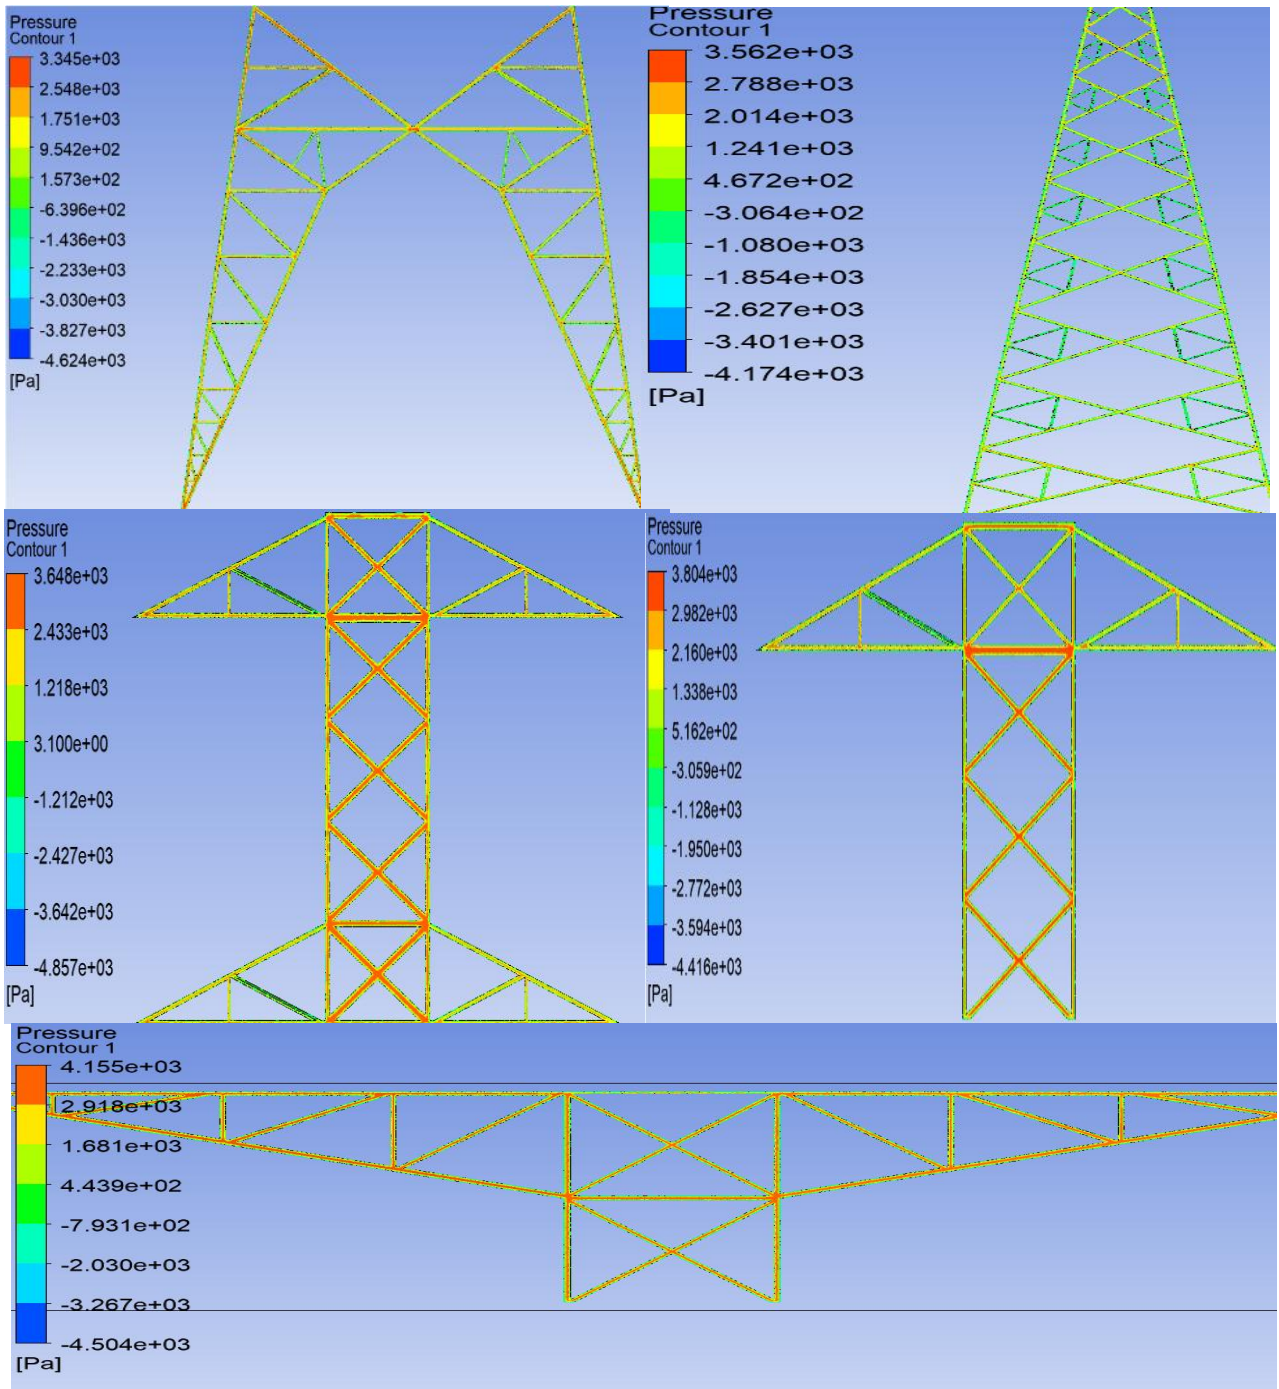 Pressure
Contour 1
3.345e+03
2.548e+03
1.751e+03
9.542e+02
1.573e+02
-6.396e+02
-1.436e+03
-2.233e+03
-3.030e+03
-3.827e+03
-4.624e+03
[Pa]
Pressure
Contour 1
3.562e+03
2.788e+03
2.014e+03
1.241e+03
4.672e+02
-3.064e+02
-1.080e+03
-1.854e+03
-2.627e+03
-3.401e+03
-4.174e+03
[Pa]
Pressure
Contour 1
3.648e+03
2.433e+03
1.218e+03
3.100e+00
-1.212e+03
-2.427e+03
-3.642e+03
-4.857e+03
[Pa]
Pressure
Contour 1
3.804e+03
2.982e+03
2.160e+03
1.338e+03
5.162e+02
-3.059e+02
-1.128e+03
-1.950e+03
-2.772e+03
-3.594e+03
-4.416e+03
[Pa]
Pressure
Contour 1
4.155e+03
2.918e+03
1.681e+03
4.439e+02
-7.931e+02
-2.030e+03
-3.267e+03
-4.504e+03
[Pa]